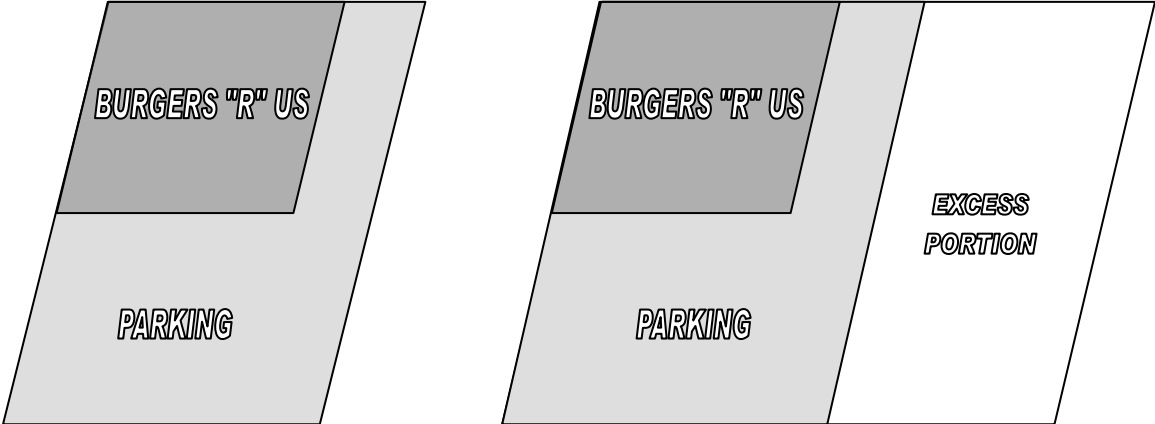 BURGERS "R" US
PARKING
BURGERS "R" US
PARKING
EXCESS
PORTION